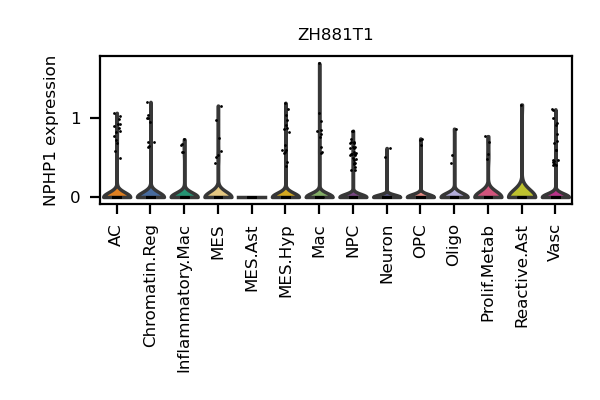 ZH881T1
NPHP1 expression
1
0
AC
Chromatin.Reg
Inflammatory.Mac
MES
MES.Ast
MES.Hyp
Mac
NPC
Neuron
OPC
Oligo
Prolif.Metab
Reactive.Ast
Vasc